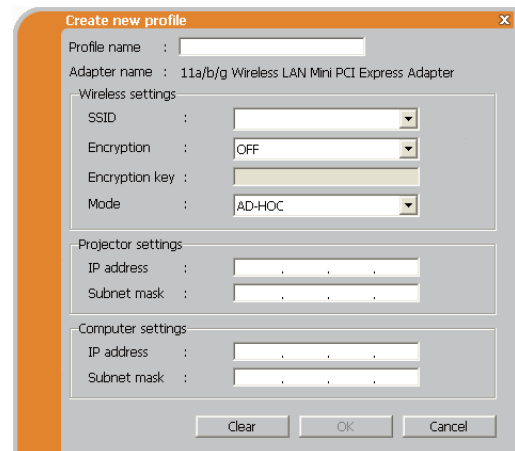 Create new profile X
Profile name :
Adapter name : 11a/b/g Wireless LAN Mini PCI Express Adapter
Wireless settings
SSID :
Encryption : OFF
Encryption key :
Mode : AD-HOC
Projector settings
IP address : . . .
Subnet mask : . . .
Computer settings
IP address : . . .
Subnet mask : . . .
Clear OK Cancel